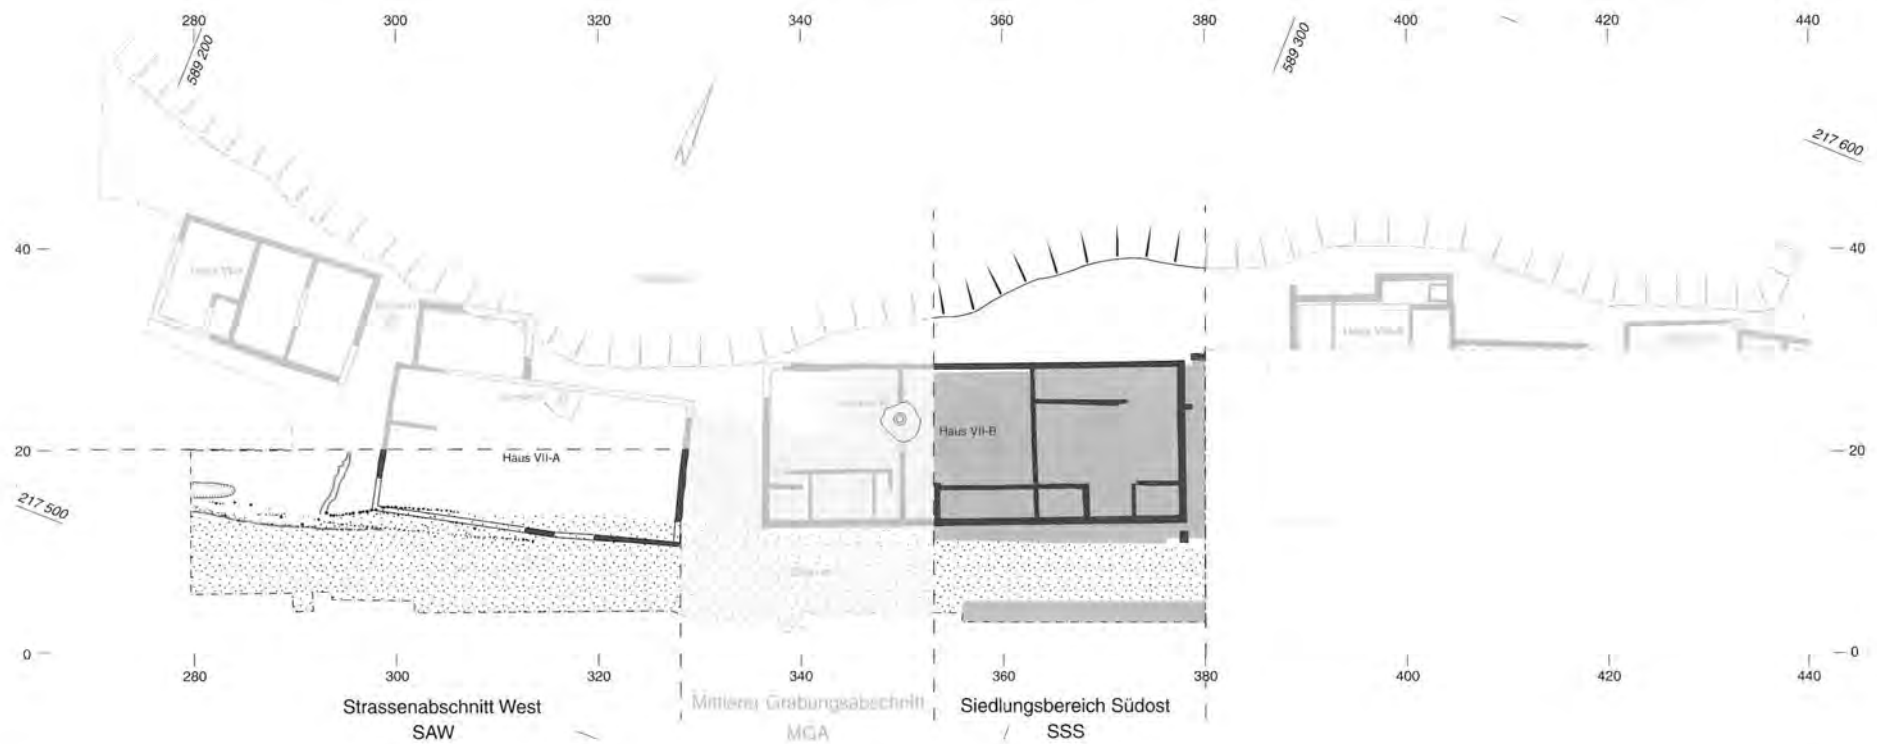 280 300 320 340 360 380 400 420 440
589 200
589 300
217 600
N
40 40
Haus VII-B
Haus VII-A
20 20
217 500
0 0
280 300 320 340 360 380 400 420 440
Strassenabschnitt West
SAW
Mittlerer Grabungsabschnitt
MGA
Siedlungsbereich Südost
SSS